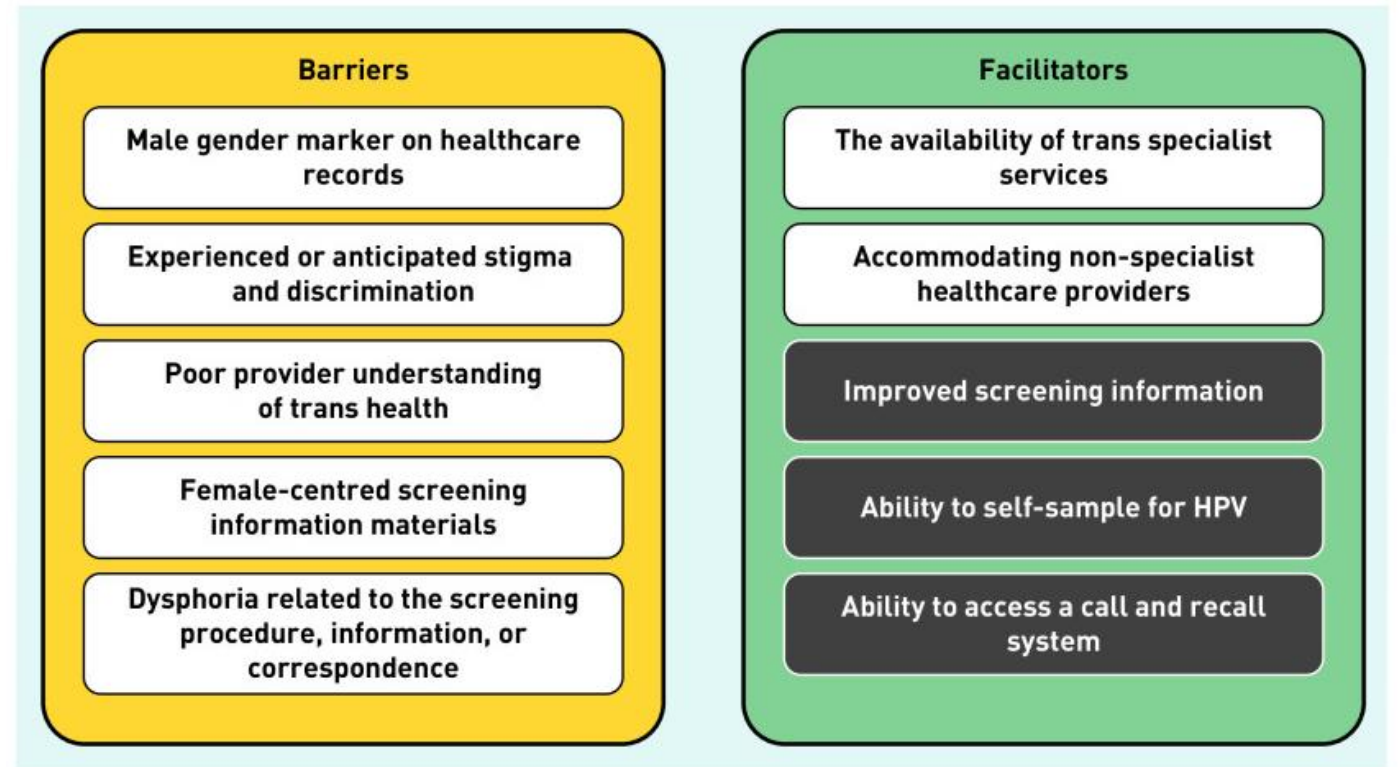 Barriers
Male gender marker on healthcare
records
Experienced or anticipated stigma
and discrimination
Poor provider understanding
of trans health
Female-centred screening
information materials
Dysphoria related to the screening
procedure, information, or
correspondence
Facilitators
The availability of trans specialist
services
Accommodating non-specialist
healthcare providers
Improved screening information
Ability to self-sample for HPV
Ability to access a call and recall
system